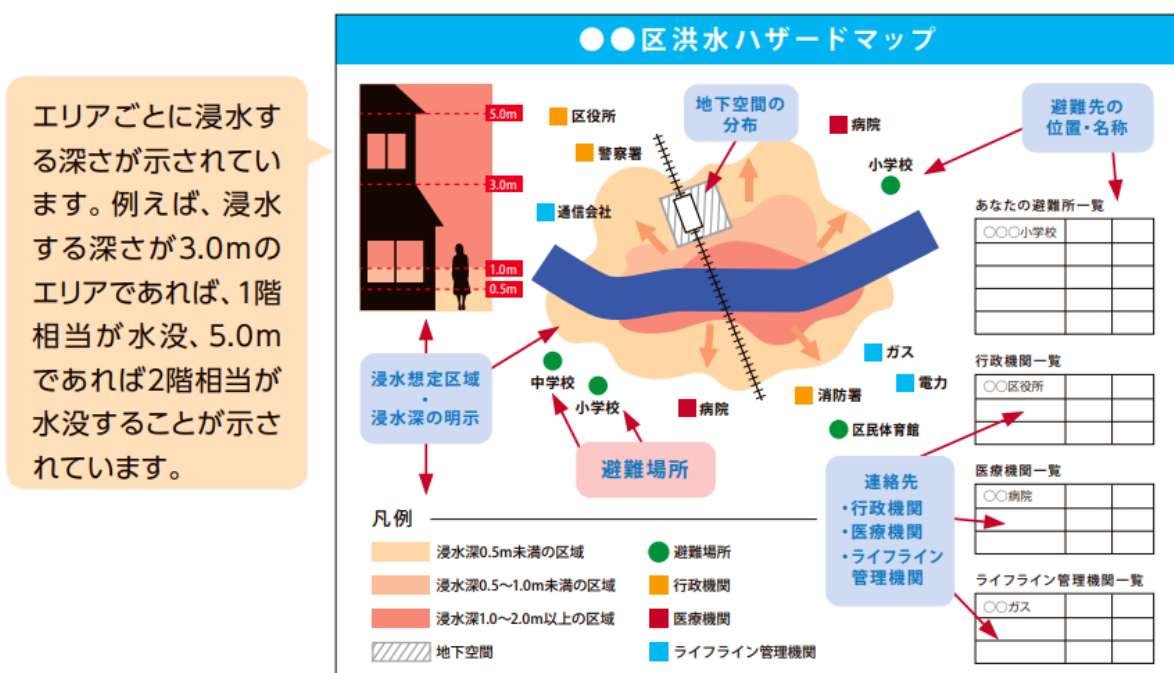 ●●区洪水ハザードマップ
エリアごとに浸水す
る深さが示されてい
ます。例えば、浸水
する深さが3.0mの
エリアであれば、1階
相当が水没、5.0m
であれば2階相当が
水没することが示さ
れています。
5.0m
3.0m
1.0m
0.5m
区役所
警察署
通信会社
地下空間の
分布
病院
小学校
避難先の
位置・名称
浸水想定区域
・
浸水深の明示
中学校
小学校
避難場所
病院
消防署
ガス
電力
区民体育館
連絡先
・行政機関
・医療機関
・ライフライン
管理機関
あなたの避難所一覧
○○○小学校
行政機関一覧
○○区役所
医療機関一覧
○○病院
ライフライン管理機関一覧
○○ガス
凡例
浸水深0.5m未満の区域
浸水深0.5〜1.0m未満の区域
浸水深1.0〜2.0m以上の区域
地下空間
避難場所
行政機関
医療機関
ライフライン管理機関